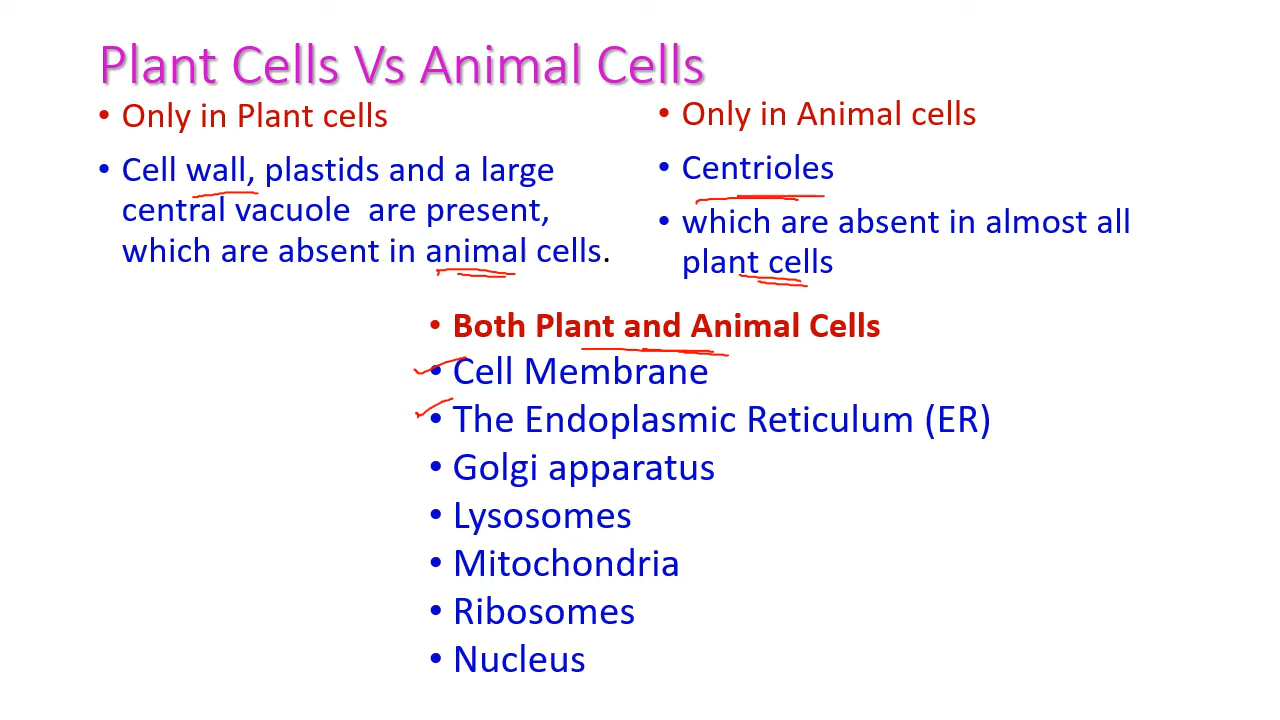 Plant Cells Vs Animal Cells
• Only in Plant cells
• Cell wall, plastids and a large
central vacuole  are present,
which are absent in animal cells.
• Only in Animal cells
• Centrioles
• which are absent in almost all
plant cells
• Both Plant and Animal Cells
• Cell Membrane
• The Endoplasmic Reticulum (ER)
• Golgi apparatus
• Lysosomes
• Mitochondria
• Ribosomes
• Nucleus